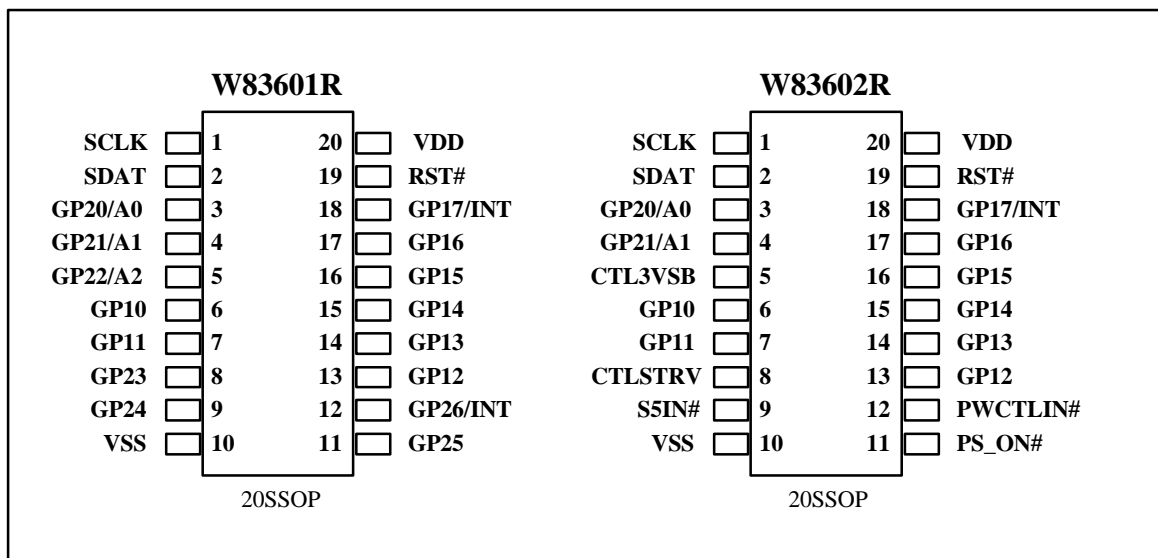 W83601R W83602R
SCLK 1 20 VDD SCLK 1 20 VDD
SDAT 2 19 RST# SDAT 2 19 RST#
GP20/A0 3 18 GP17/INT GP20/A0 3 18 GP17/INT
GP21/A1 4 17 GP16 GP21/A1 4 17 GP16
GP22/A2 5 16 GP15 CTL3VSB 5 16 GP15
GP10 6 15 GP14 GP10 6 15 GP14
GP11 7 14 GP13 GP11 7 14 GP13
GP23 8 13 GP12 CTLSTRV 8 13 GP12
GP24 9 12 GP26/INT S5IN# 9 12 PWCTLIN#
VSS 10 11 GP25 VSS 10 11 PS_ON#
20SSOP 20SSOP